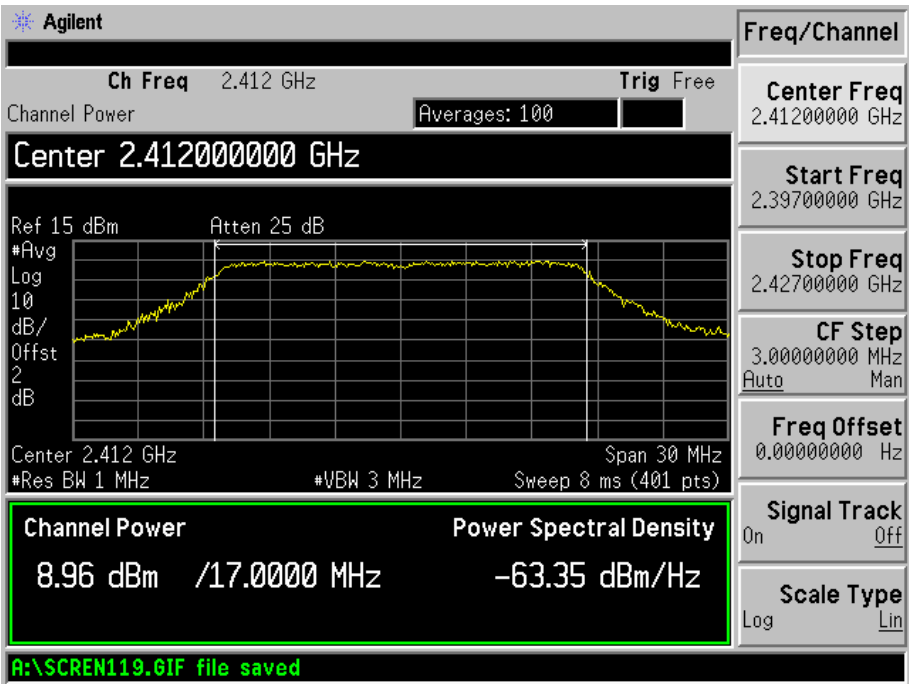 Agilent
Freq/Channel
Ch Freq 2.412 GHz Trig Free
Channel Power Averages: 100
Center 2.412000000 GHz
Ref 15 dBm Atten 25 dB
#Avg
Log
10
dB/
Offst
2
dB
Center 2.412 GHz Span 30 MHz
#Res BW 1 MHz #VBW 3 MHz Sweep 8 ms (401 pts)
Channel Power Power Spectral Density
8.96 dBm /17.0000 MHz -63.35 dBm/Hz
A:\SCREN119.GIF file saved
Center Freq
2.41200000 GHz
Start Freq
2.39700000 GHz
Stop Freq
2.42700000 GHz
CF Step
3.00000000 MHz
Auto Man
Freq Offset
0.00000000 Hz
Signal Track
On Off
Scale Type
Log Lin